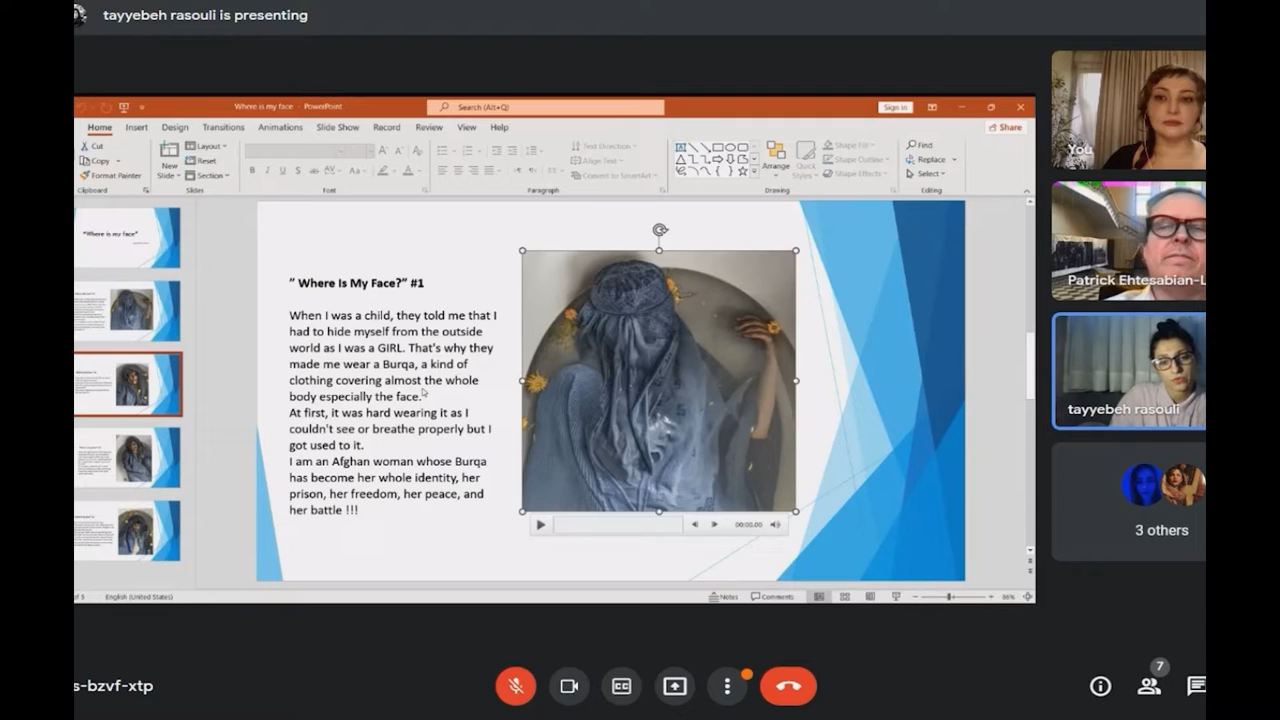 tayyebeh rasouli is presenting
Where is my face - PowerPoint
Search (Alt+Q)
Sign in
Home Insert Design Transitions Animations Slide Show Record Review View Help
Share
Cut
Copy
Format Painter
Clipboard
New
Slide
Layout
Reset
Section
Slides
Font
Text Direction
Align Text
Convert to SmartArt
Paragraph
Arrange
Quick
Styles
Shape Fill
Shape Outline
Shape Effects
Drawing
Find
Replace
Select
Editing
"Where is my face"
" Where Is My Face?" #1
When I was a child, they told me that I
had to hide myself from the outside
world as I was a GIRL. That's why they
made me wear a Burqa, a kind of
clothing covering almost the whole
body especially the face.
At first, it was hard wearing it as I
couldn't see or breathe properly but I
got used to it.
I am an Afghan woman whose Burqa
has become her whole identity, her
prison, her freedom, her peace, and
her battle !!!
00:00.00
of 5 English (United States)
Notes Comments
86%
You
Patrick Ehtesabian-L
tayyebeh rasouli
3 others
s-bzvf-xtp
7